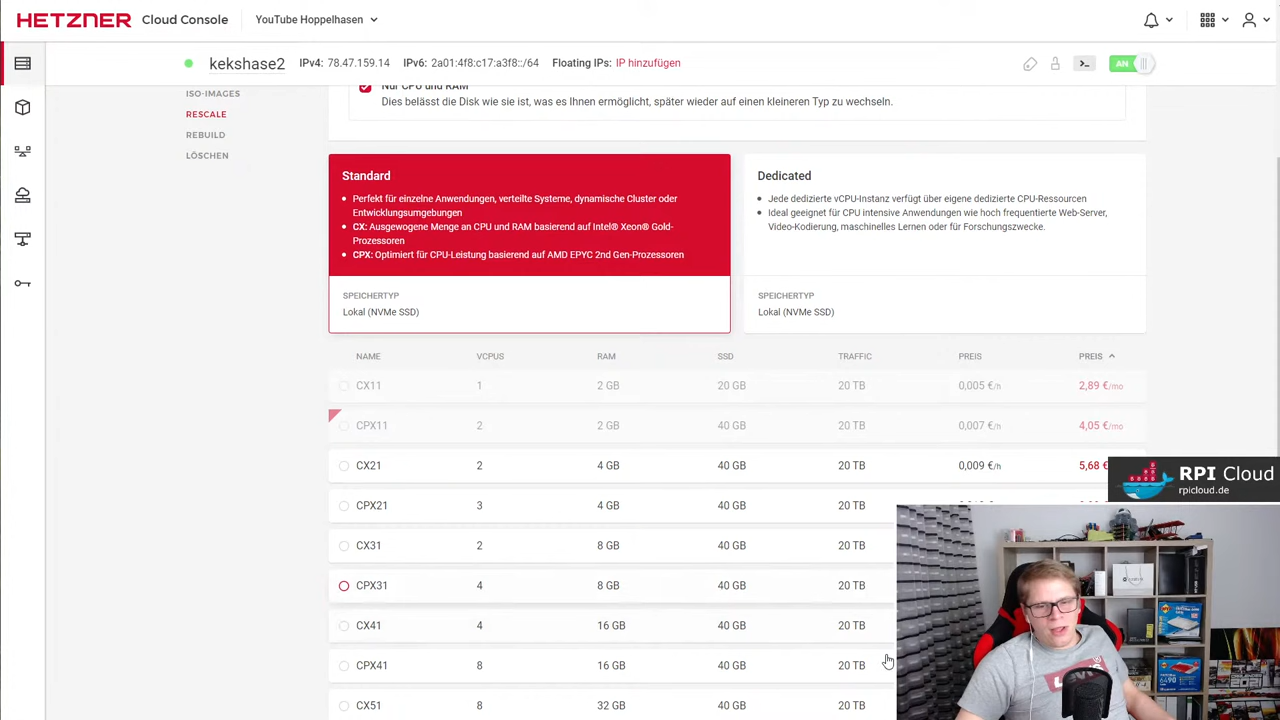 HETZNER Cloud Console YouTube Hoppelhasen
kekshase2 IPv4: 78.47.159.14 IPv6: 2a01:4f8:c17:a3f8::/64 Floating IPs: IP hinzufügen AN
ISO-IMAGES
RESCALE
REBUILD
LÖSCHEN
Nur CPU und RAM
Dies belässt die Disk wie sie ist, was es Ihnen ermöglicht, später wieder auf einen kleineren Typ zu wechseln.
Standard
Perfekt für einzelne Anwendungen, verteilte Systeme, dynamische Cluster oder
Entwicklungsumgebungen
CX: Ausgewogene Menge an CPU und RAM basierend auf Intel® Xeon® Gold-
Prozessoren
CPX: Optimiert für CPU-Leistung basierend auf AMD EPYC 2nd Gen-Prozessoren
SPEICHERTYP
Lokal (NVMe SSD)
Dedicated
Jede dedizierte vCPU-Instanz verfügt über eigene dedizierte CPU-Ressourcen
Ideal geeignet für CPU intensive Anwendungen wie hoch frequentierte Web-Server,
Video-Kodierung, maschinelles Lernen oder für Forschungszwecke.
SPEICHERTYP
Lokal (NVMe SSD)
NAME VCPUS RAM SSD TRAFFIC PREIS PREIS
CX11 1 2 GB 20 GB 20 TB 0,005 €/h 2,89 €/mo
CPX11 2 2 GB 40 GB 20 TB 0,007 €/h 4,05 €/mo
CX21 2 4 GB 40 GB 20 TB 0,009 €/h 5,68 €
CPX21 3 4 GB 40 GB 20 TB
CX31 2 8 GB 40 GB 20 TB
CPX31 4 8 GB 40 GB 20 TB
CX41 4 16 GB 40 GB 20 TB
CPX41 8 16 GB 40 GB 20 TB
CX51 8 32 GB 40 GB 20 TB
RPI Cloud
rpicloud.de